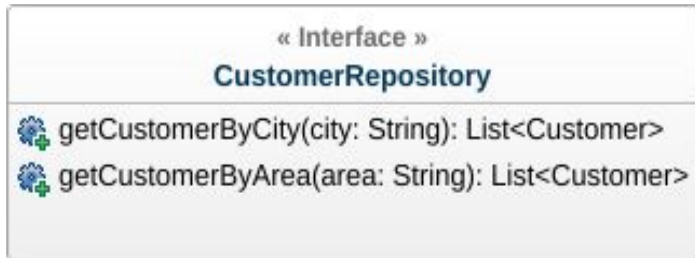 « Interface »
CustomerRepository
getCustomerByCity(city: String): List<Customer>
getCustomerByArea(area: String): List<Customer>